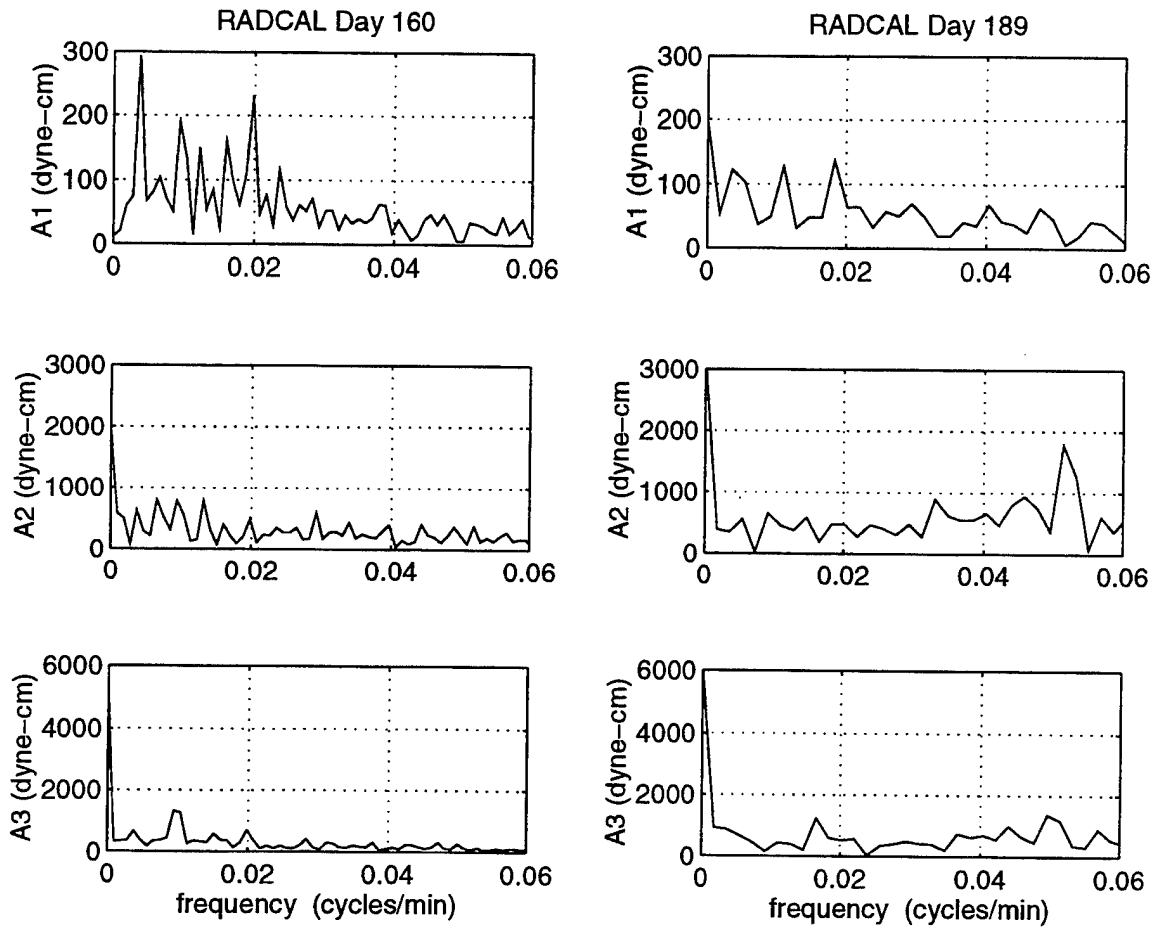 RADCAL Day 160
A1 (dyne-cm)
300
200
100
0
0 0.02 0.04 0.06
RADCAL Day 189
A1 (dyne-cm)
300
200
100
0
0 0.02 0.04 0.06
A2 (dyne-cm)
3000
2000
1000
0
0 0.02 0.04 0.06
A2 (dyne-cm
3000
2000
1000
0
0 0.02 0.04 0.06
A3 (dyne-cm)
6000
4000
2000
0
0 0.02 0.04 0.06
frequency (cycles/min)
A3 (dyne-cm)
6000
4000
2000
0
0 0.02 0.04 0.06
frequency (cycles/min)